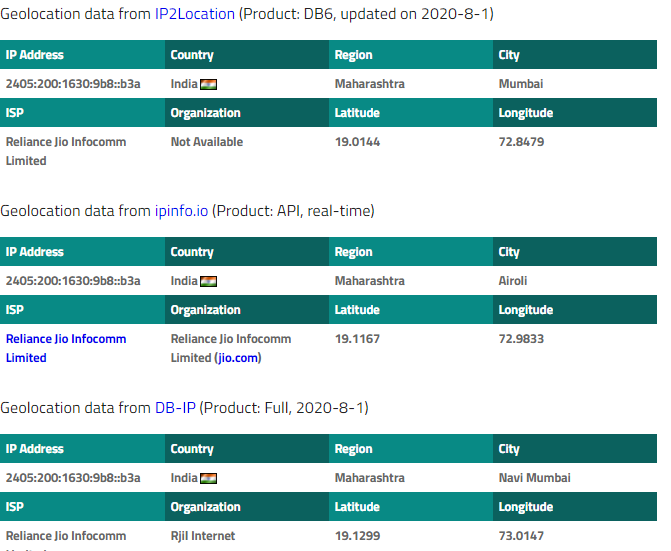 Geolocation data from IP2Location (Product: DB6, updated on 2020-8-1)
IP Address Country Region City
2405:200:1630:9b8::b3a India Maharashtra Mumbai
ISP Organization Latitude Longitude
Reliance Jio Infocomm Limited Not Available 19.0144 72.8479
Geolocation data from ipinfo.io (Product: API, real-time)
IP Address Country Region City
2405:200:1630:9b8::b3a India Maharashtra Airoli
ISP Organization Latitude Longitude
Reliance Jio Infocomm Limited Reliance Jio Infocomm Limited (jio.com) 19.1167 72.9833
Geolocation data from DB-IP (Product: Full, 2020-8-1)
IP Address Country Region City
2405:200:1630:9b8::b3a India Maharashtra Navi Mumbai
ISP Organization Latitude Longitude
Reliance Jio Infocomm Rjil Internet 19.1299 73.0147